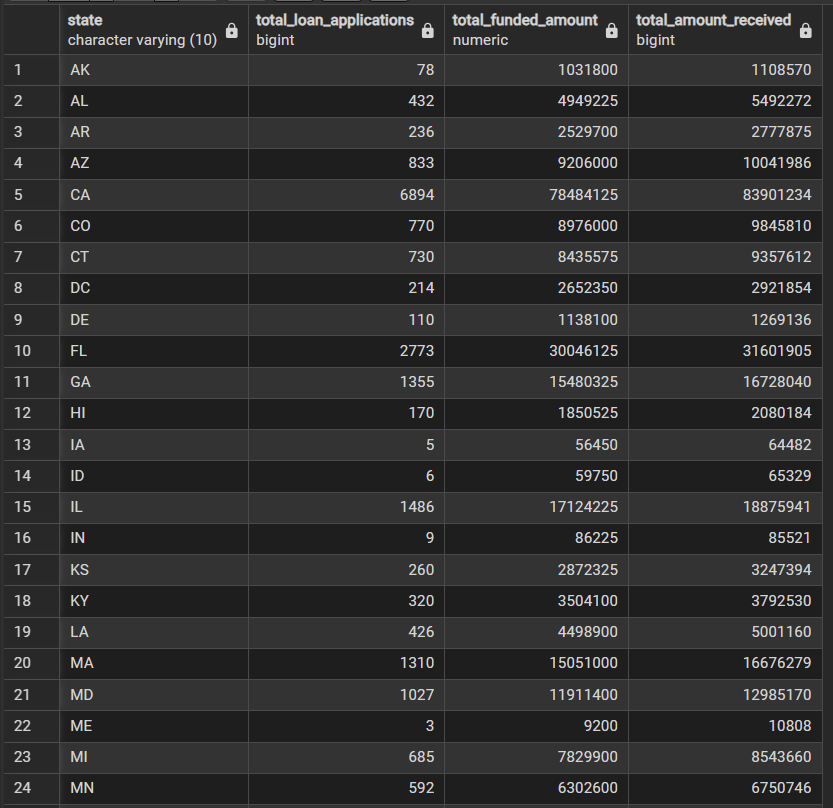 state total_loan_applications total_funded_amount total_amount_received
character varying (10) bigint numeric bigint
1 AK 78 1031800 1108570
2 AL 432 4949225 5492272
3 AR 236 2529700 2777875
4 AZ 833 9206000 10041986
5 CA 6894 78484125 83901234
6 CO 770 8976000 9845810
7 CT 730 8435575 9357612
8 DC 214 2652350 2921854
9 DE 110 1138100 1269136
10 FL 2773 30046125 31601905
11 GA 1355 15480325 16728040
12 HI 170 1850525 2080184
13 IA 5 56450 64482
14 ID 6 59750 65329
15 IL 1486 17124225 18875941
16 IN 9 86225 85521
17 KS 260 2872325 3247394
18 KY 320 3504100 3792530
19 LA 426 4498900 5001160
20 MA 1310 15051000 16676279
21 MD 1027 11911400 12985170
22 ME 3 9200 10808
23 MI 685 7829900 8543660
24 MN 592 6302600 6750746